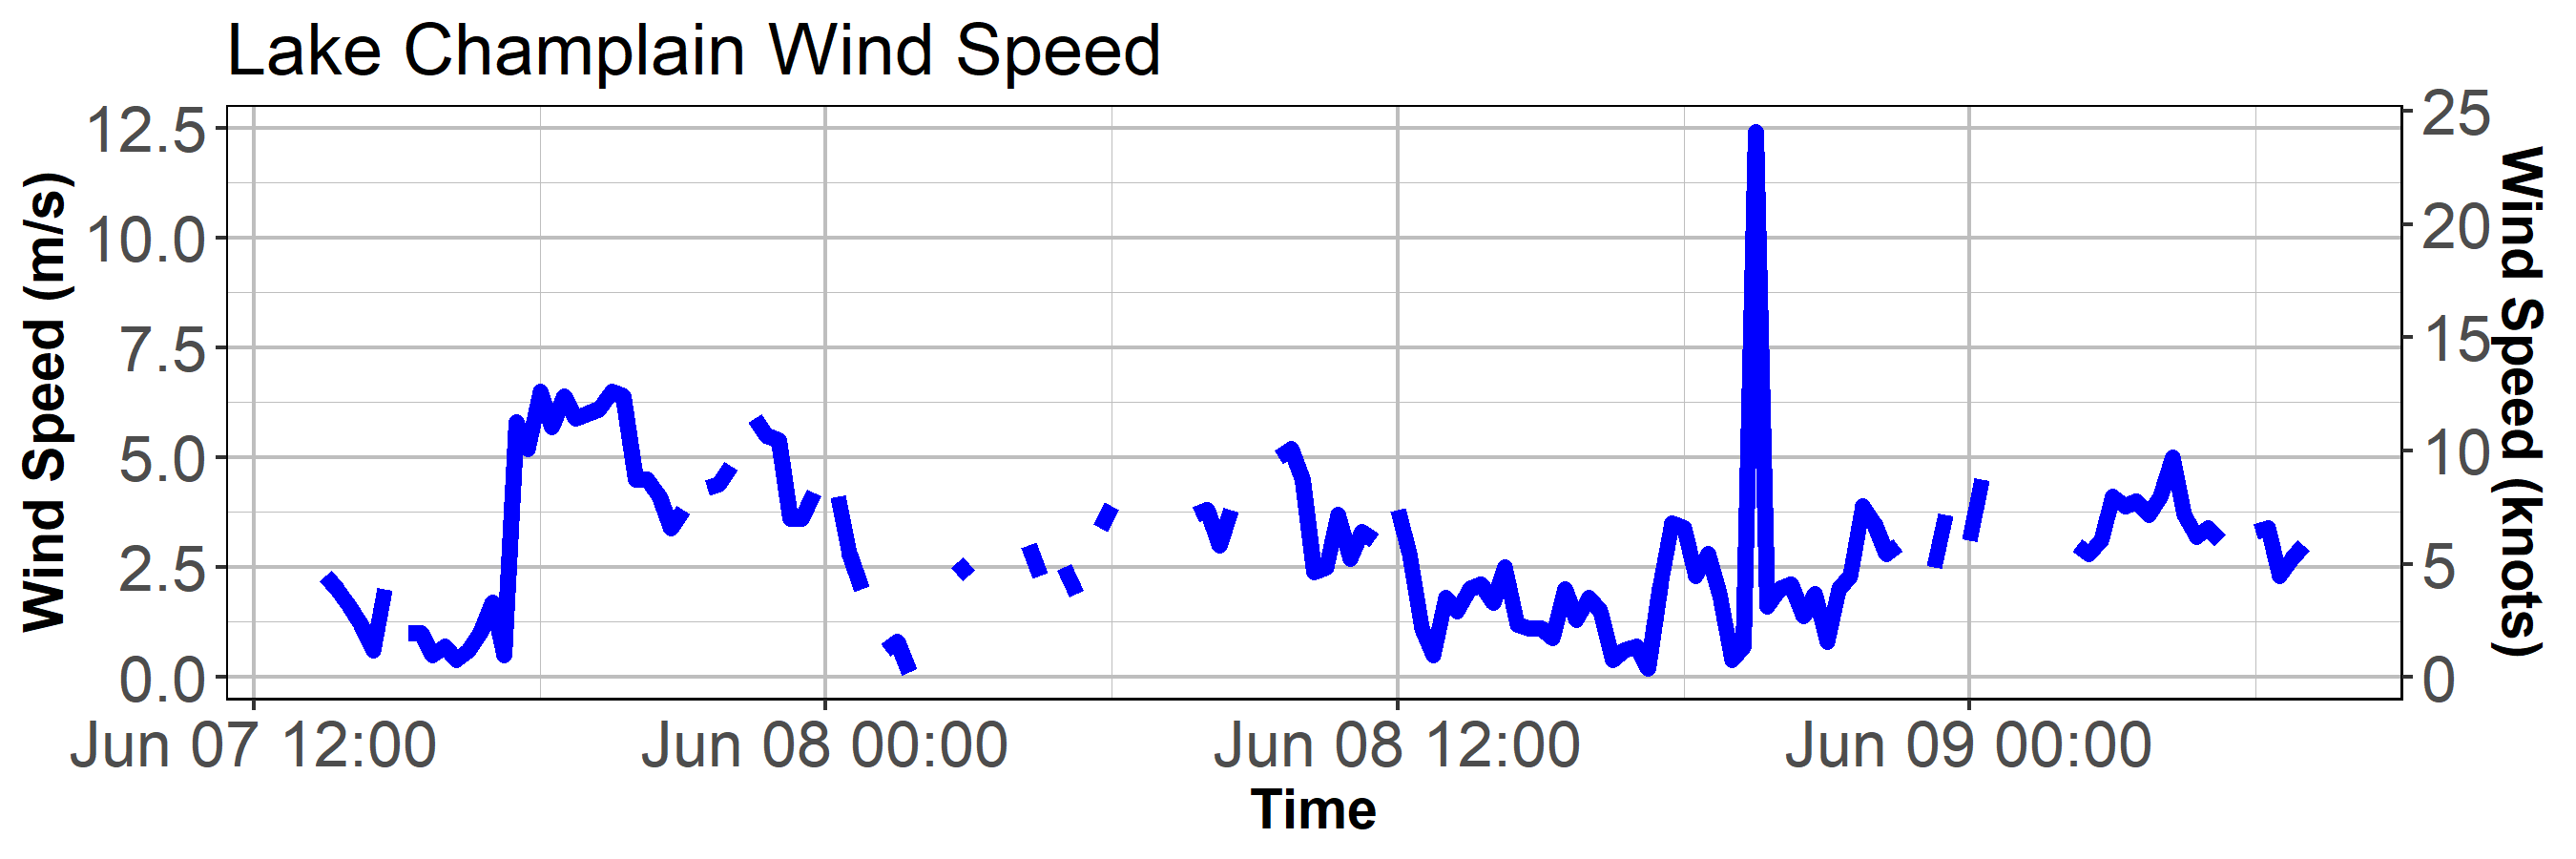 Lake Champlain Wind Speed
Wind Speed (m/s)
12.5
10.0
7.5
5.0
2.5
0.0
25
20
15
10
5
0
Wind Speed (knots)
Jun 07 12:00
Jun 08 00:00
Jun 08 12:00
Jun 09 00:00
Time